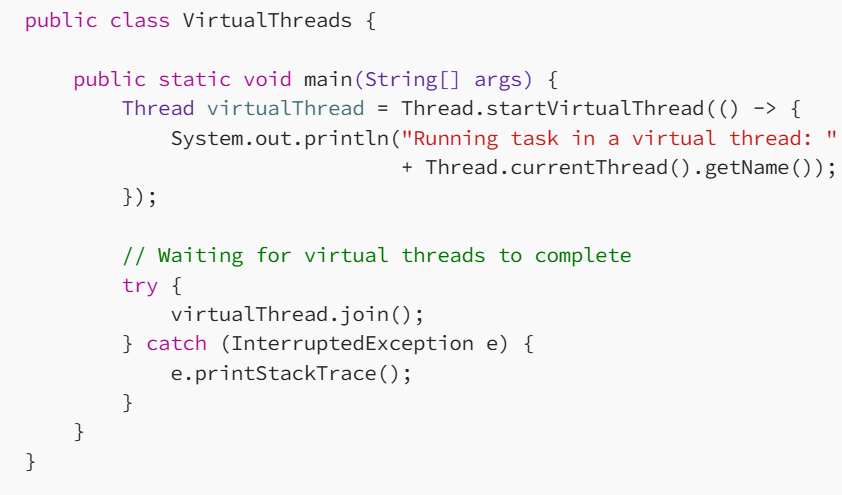 public class VirtualThreads {
    public static void main(String[] args) {
        Thread virtualThread = Thread.startVirtualThread(() -> {
            System.out.println("Running task in a virtual thread: "
                               + Thread.currentThread().getName());
        });
        // Waiting for virtual threads to complete
        try {
            virtualThread.join();
        } catch (InterruptedException e) {
            e.printStackTrace();
        }
    }
}